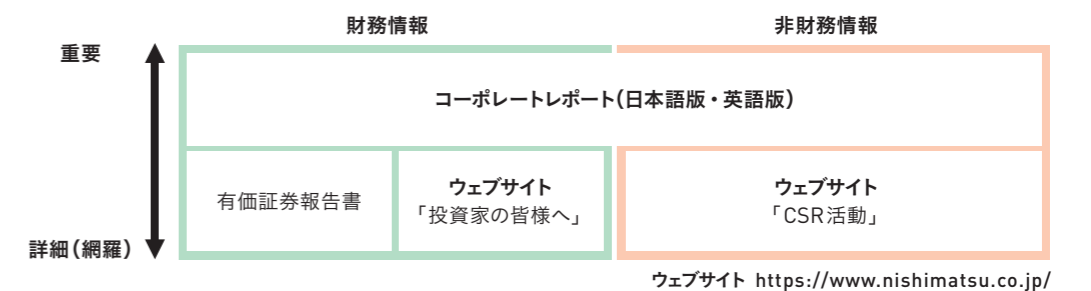 財務情報
非財務情報
重要
コーポレートレポート(日本語版・英語版)
有価証券報告書
ウェブサイト
「投資家の皆様へ」
ウェブサイト
「CSR活動」
詳細(網羅)
ウェブサイト https://www.nishimatsu.co.jp/